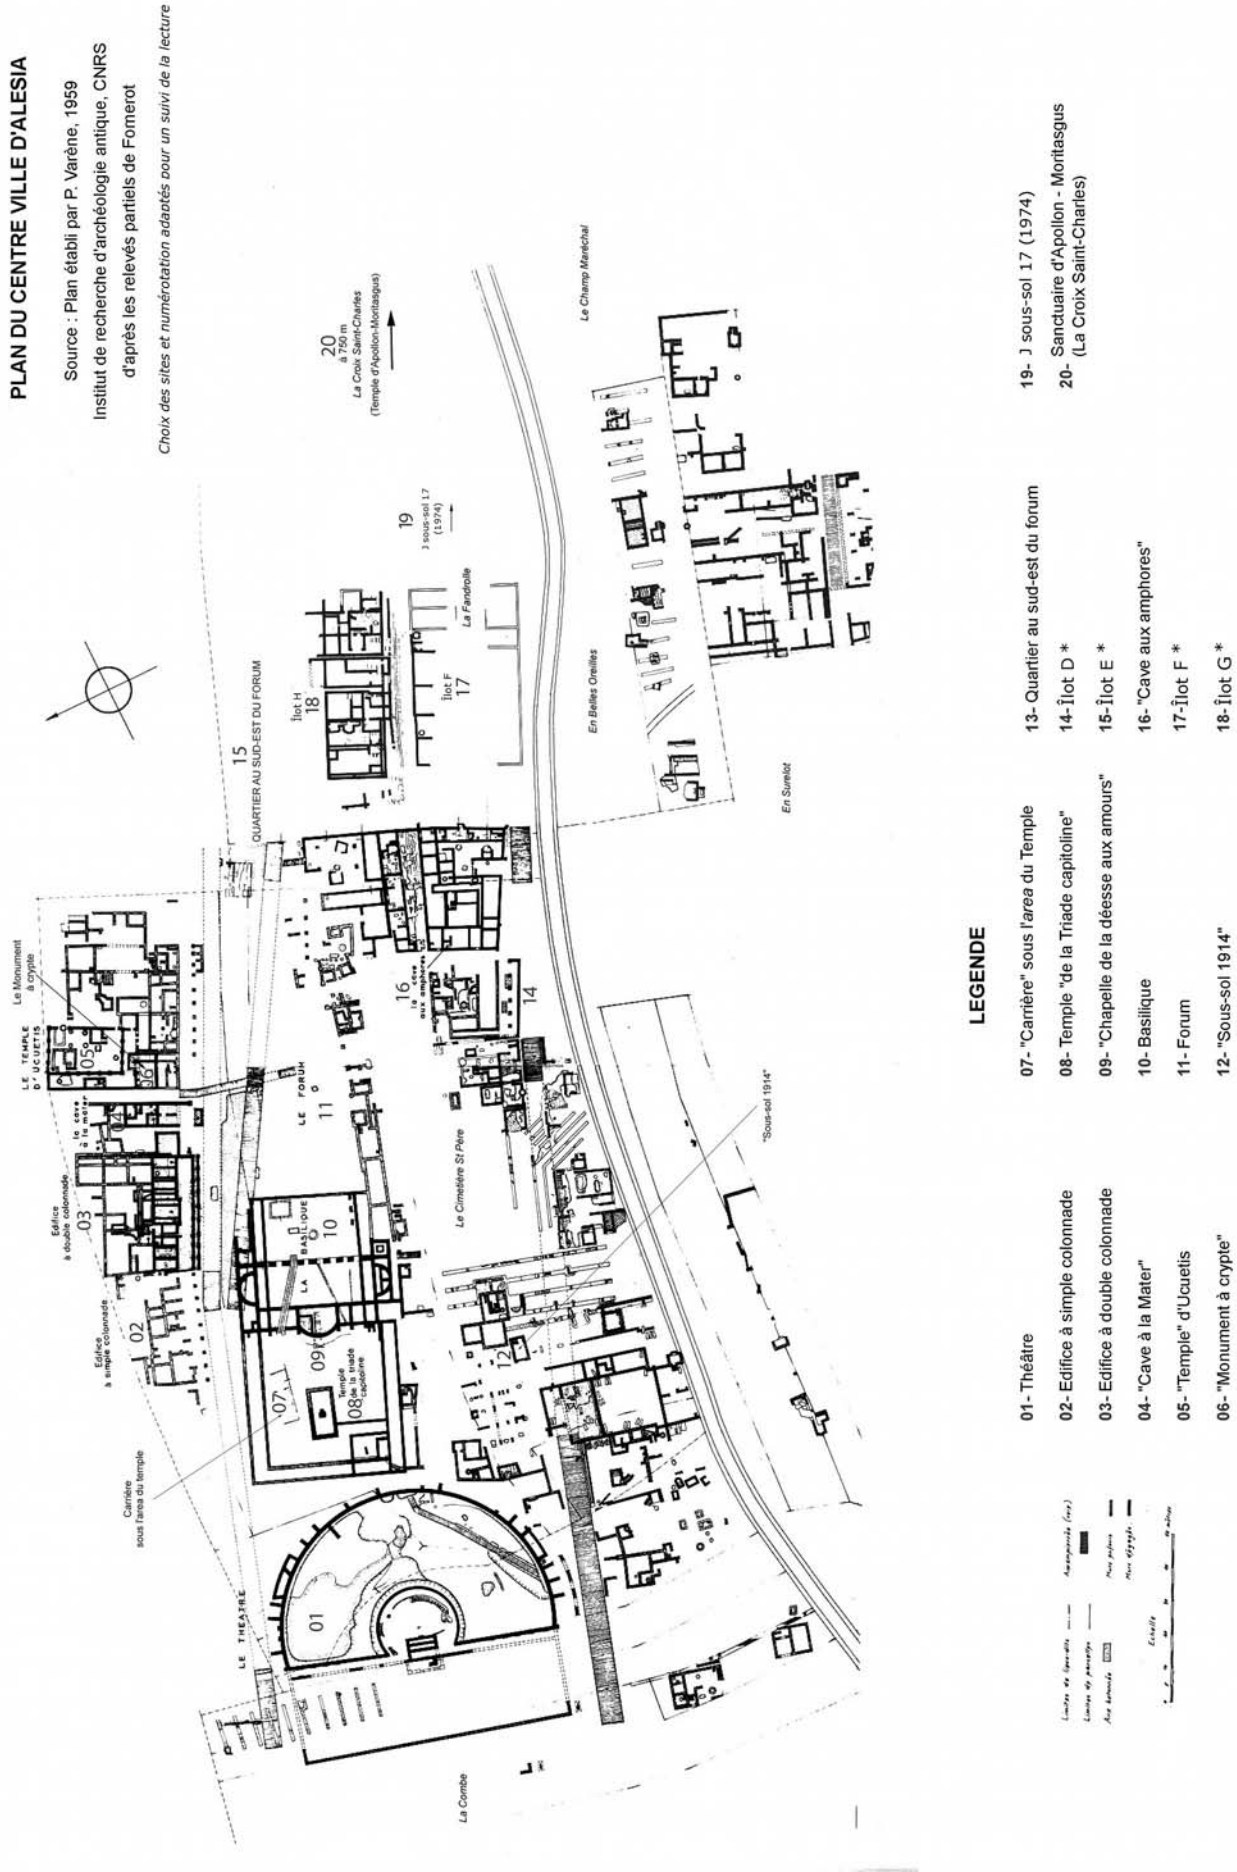 PLAN DU CENTRE VILLE D'ALESIA
Source : Plan établi par P. Varène, 1959
Institut de recherche d'archéologie antique, CNRS
d'après les relevés partiels de Fomerot
Choix des sites et numérotation adaptés pour un suivi de la lecture
20
à 750 m
La Croix Saint-Charles
(Temple d'Apollon-Moritasgus)
19
J sous-sol 17
(1974)
Le Champ Maréchal
15
QUARTIER AU SUD-EST DU FORUM
Îlot H
18
Îlot F
17
La Fandrolle
En Belles Oreilles
En Surelot
Le Monument
à crypte
LE TEMPLE
D'UCUETIS
05
06
la cave
à la mater
04
Edifice
à double colonnade
03
Edifice
à simple colonnade
02
LE FORUM
11
16
la cave
aux amphores
14
Le Cimetière St Père
"Sous-sol 1914"
12
LA BASILIQUE
10
09
07
Temple
08 de la triade
capitoline
Carrière
sous l'area du temple
LE THEATRE
01
La Combe
LEGENDE
01- Théâtre
02- Edifice à simple colonnade
03- Edifice à double colonnade
04- "Cave à la Mater"
05- "Temple" d'Ucuetis
06- "Monument à crypte"
07- "Carrière" sous l'area du Temple
08- Temple "de la Triade capitoline"
09- "Chapelle de la déesse aux amours"
10- Basilique
11- Forum
12- "Sous-sol 1914"
13- Quartier au sud-est du forum
14-Îlot D *
15-Îlot E *
16- "Cave aux amphores"
17-Îlot F *
18-Îlot G *
19- J sous-sol 17 (1974)
20- Sanctuaire d'Apollon - Moritasgus
(La Croix Saint-Charles)
Limites de lieux-dits
Limites de parcelles
Echelle